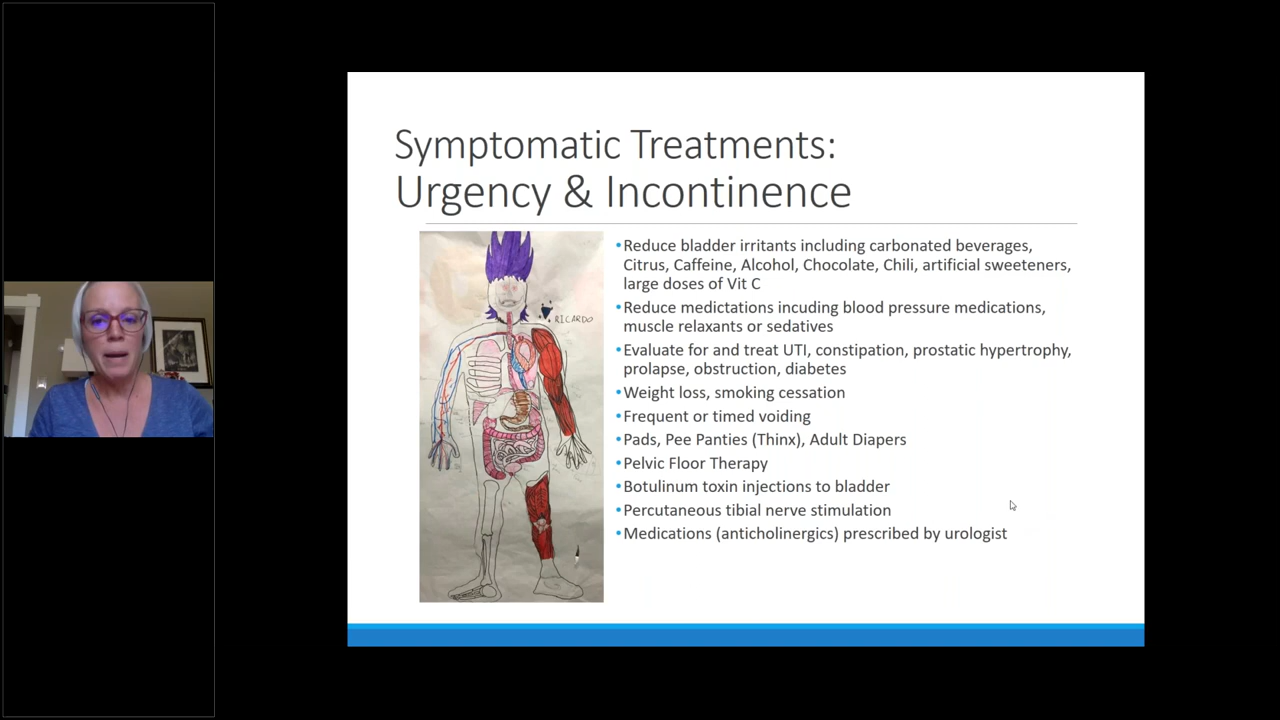 Symptomatic Treatments:
Urgency & Incontinence
RICARDO
•Reduce bladder irritants including carbonated beverages,
Citrus, Caffeine, Alcohol, Chocolate, Chili, artificial sweeteners,
large doses of Vit C
•Reduce medictations incuding blood pressure medications,
muscle relaxants or sedatives
•Evaluate for and treat UTI, constipation, prostatic hypertrophy,
prolapse, obstruction, diabetes
•Weight loss, smoking cessation
•Frequent or timed voiding
•Pads, Pee Panties (Thinx), Adult Diapers
•Pelvic Floor Therapy
•Botulinum toxin injections to bladder
•Percutaneous tibial nerve stimulation
•Medications (anticholinergics) prescribed by urologist